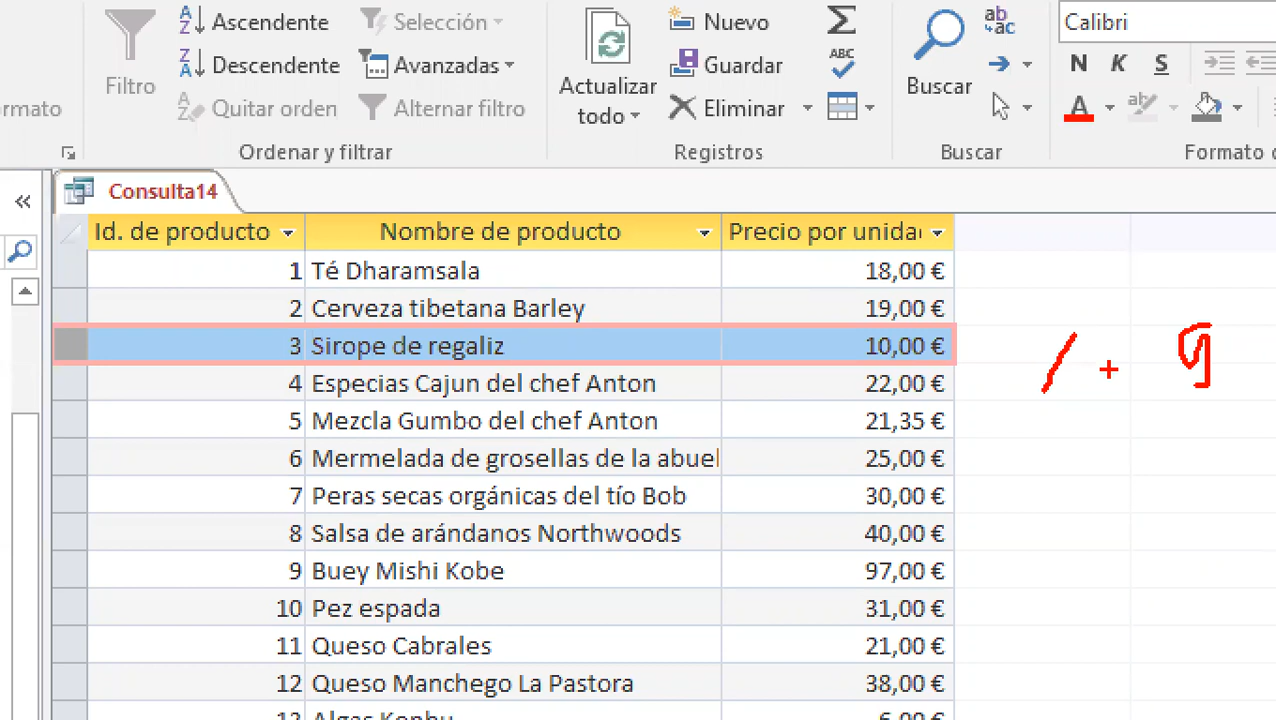 Ascendente Selección Nuevo Calibri
Descendente Avanzadas Guardar N K S
Filtro Quitar orden Alternar filtro Actualizar todo Eliminar Buscar
Ordenar y filtrar Registros Buscar Formato
Consulta14
Id. de producto Nombre de producto Precio por unida
1 Té Dharamsala 18,00 €
2 Cerveza tibetana Barley 19,00 €
3 Sirope de regaliz 10,00 €
4 Especias Cajun del chef Anton 22,00 €
5 Mezcla Gumbo del chef Anton 21,35 €
6 Mermelada de grosellas de la abuel 25,00 €
7 Peras secas orgánicas del tío Bob 30,00 €
8 Salsa de arándanos Northwoods 40,00 €
9 Buey Mishi Kobe 97,00 €
10 Pez espada 31,00 €
11 Queso Cabrales 21,00 €
12 Queso Manchego La Pastora 38,00 €